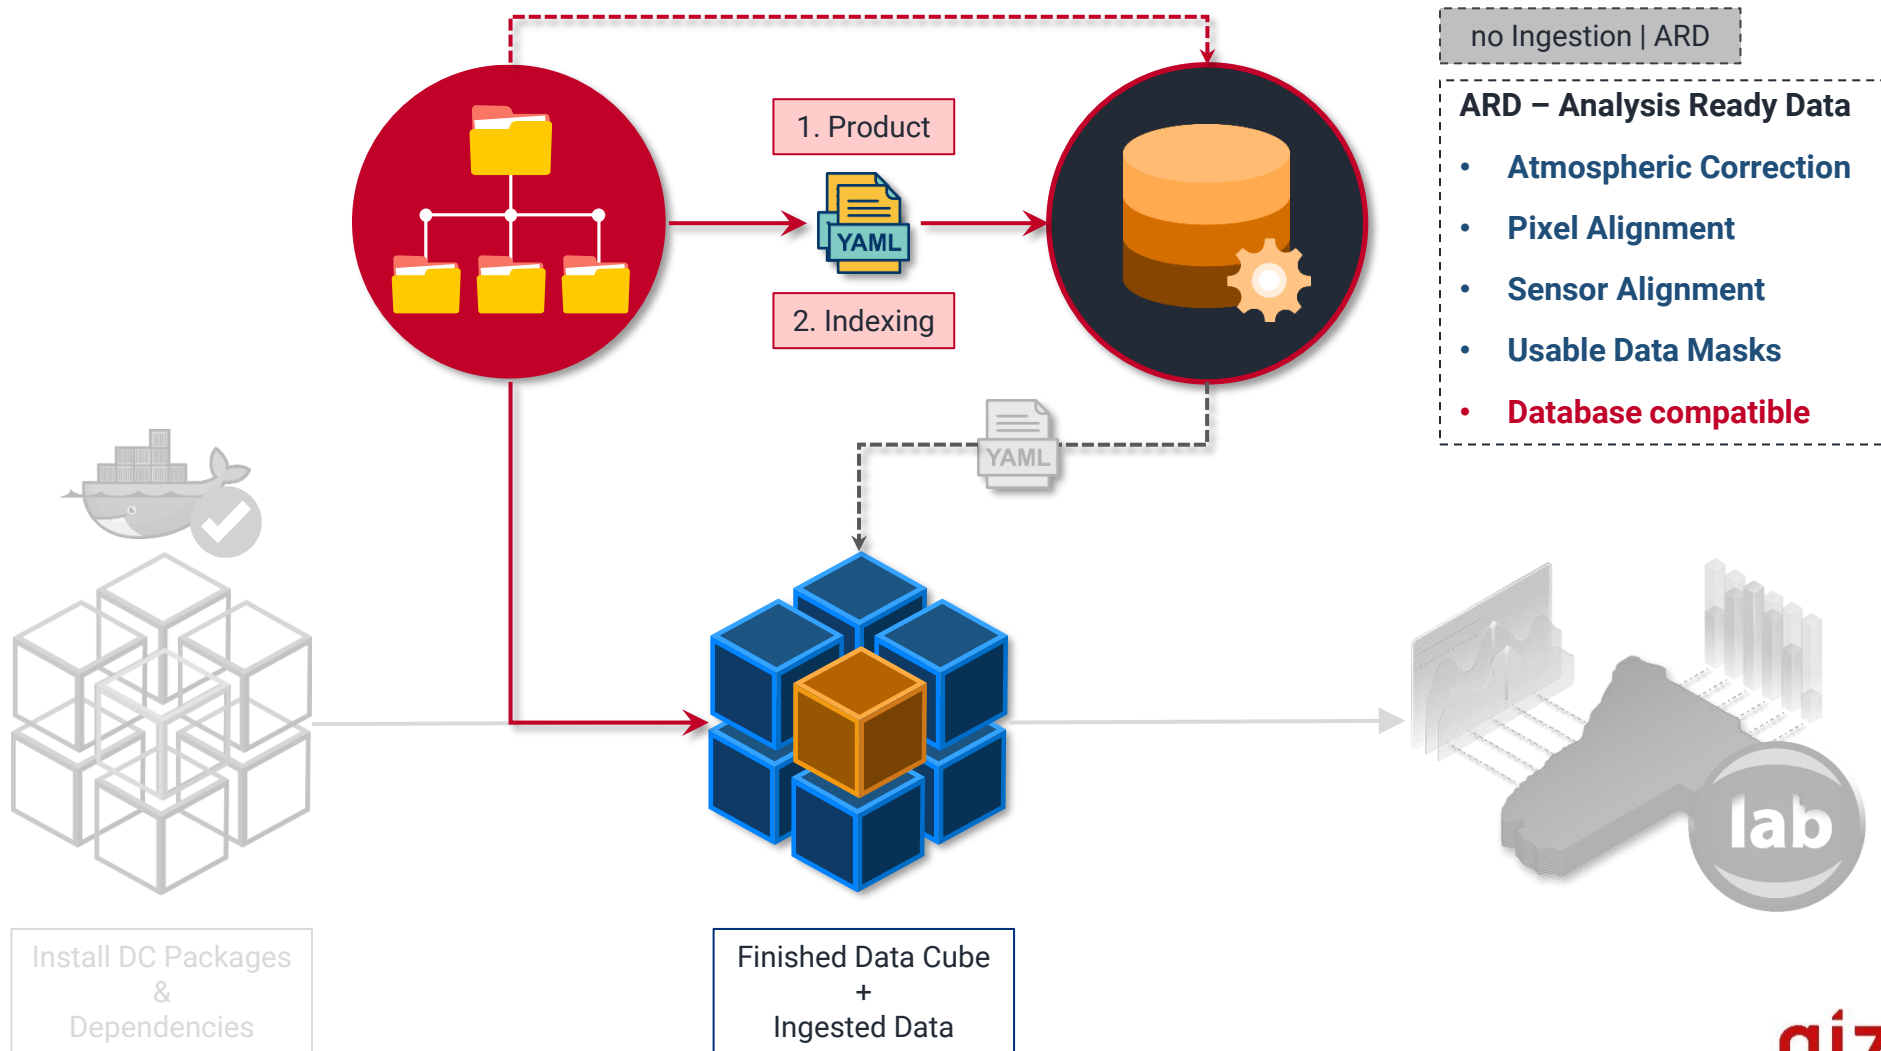 no Ingestion | ARD
ARD – Analysis Ready Data
• Atmospheric Correction
• Pixel Alignment
• Sensor Alignment
• Usable Data Masks
• Database compatible
1. Product
YAML
2. Indexing
YAML
lab
Install DC Packages
&
Dependencies
Finished Data Cube
+
Ingested Data